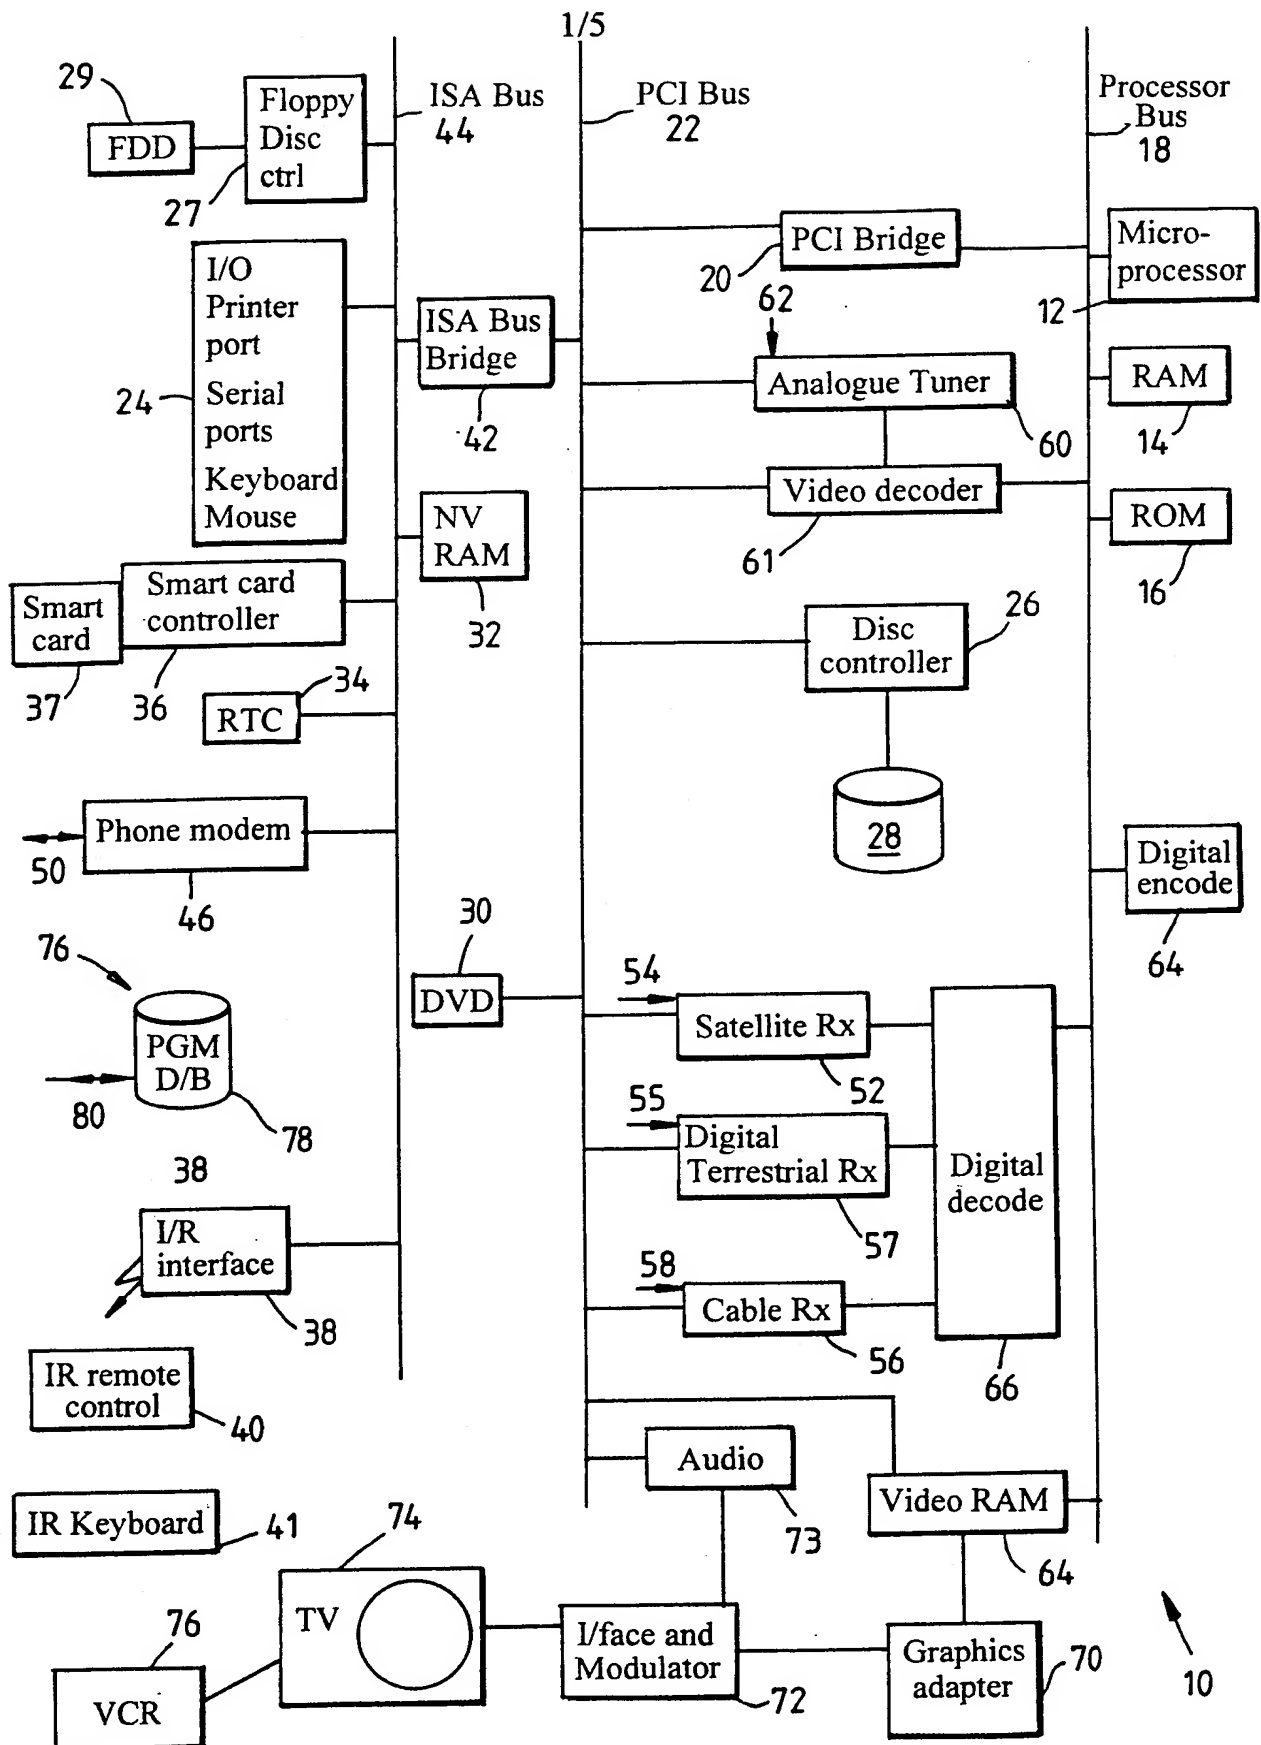 1/5
29
FDD
Floppy
Disc
ctrl
27
ISA Bus
44
PCI Bus
22
Processor
Bus
18
I/O
Printer
port
Serial
ports
Keyboard
Mouse
24
ISA Bus
Bridge
42
PCI Bridge
20
Micro-
processor
12
62
Analogue Tuner
60
RAM
14
Video decoder
61
ROM
16
NV
RAM
32
Smart card
controller
36
Smart
card
37
Disc
controller
26
34
RTC
28
Phone modem
50
46
Digital
encode
64
30
DVD
76
PGM
D/B
80
78
54
Satellite Rx
52
55
Digital
Terrestrial Rx
57
Digital
decode
66
38
I/R
interface
38
58
Cable Rx
56
IR remote
control
40
Audio
73
Video RAM
64
IR Keyboard
41
74
TV
76
VCR
I/face and
Modulator
72
Graphics
adapter
70
10